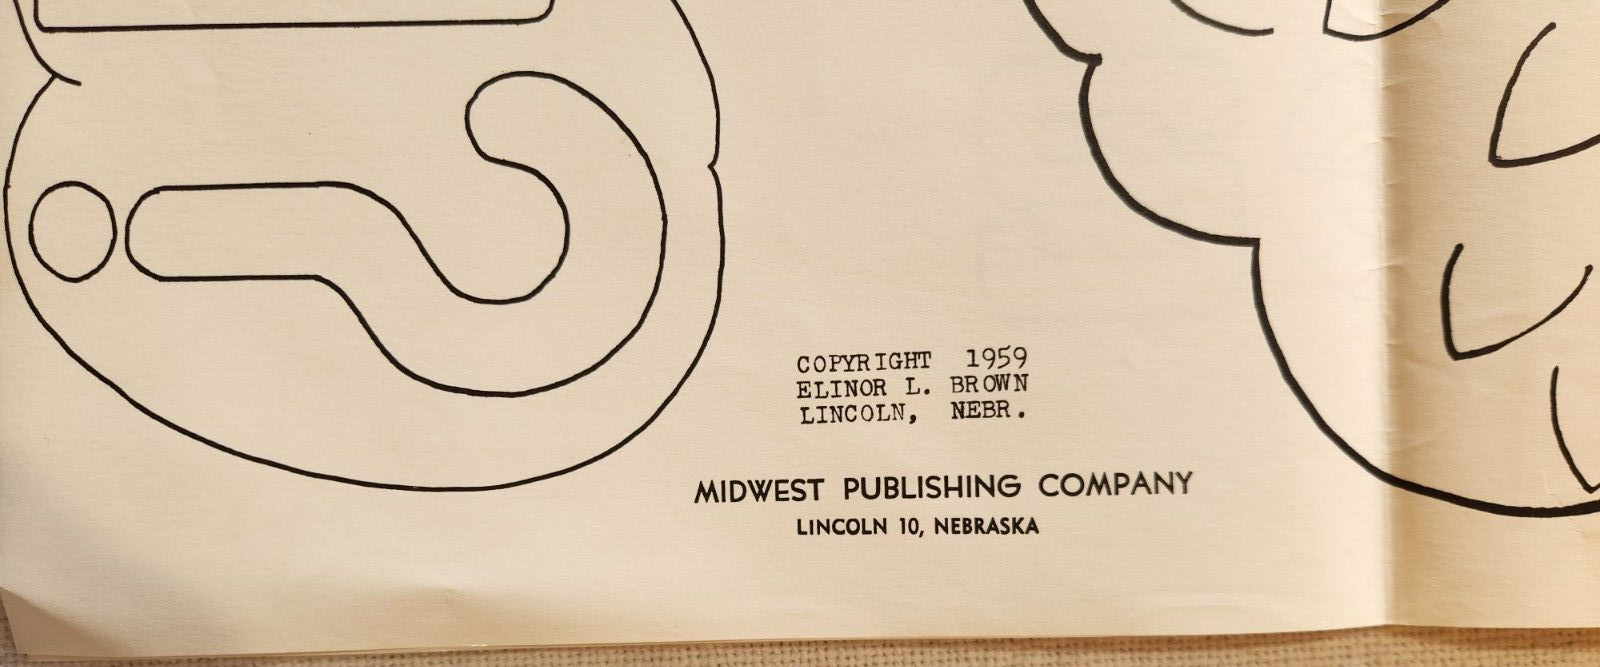 COPYRIGHT 1959
ELINOR L. BROWN
LINCOLN, NEBR.
MIDWEST PUBLISHING COMPANY
LINCOLN 10, NEBRASKA